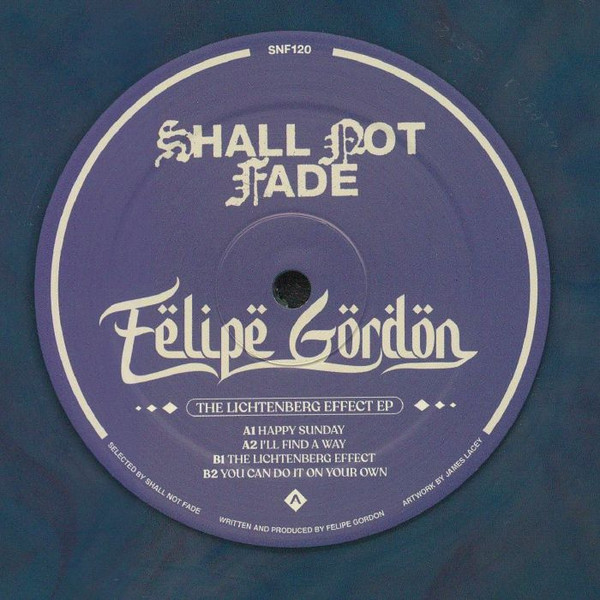 SNF120
SHALL NOT
FADE
Fëlipë Gördön
THE LICHTENBERG EFFECT EP
A1 HAPPY SUNDAY
A2 I'LL FIND A WAY
B1 THE LICHTENBERG EFFECT
B2 YOU CAN DO IT ON YOUR OWN
SELECTED BY SHALL NOT FADE
WRITTEN AND PRODUCED BY FELIPE GORDON
ARTWORK BY JAMES LACEY